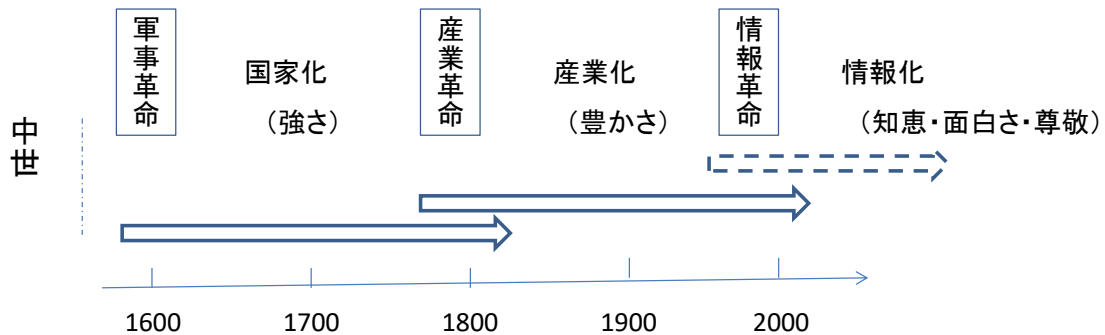 軍事革命
国家化
（強さ）
産業革命
産業化
（豊かさ）
情報革命
情報化
（知恵・面白さ・尊敬）
中世
1600
1700
1800
1900
2000